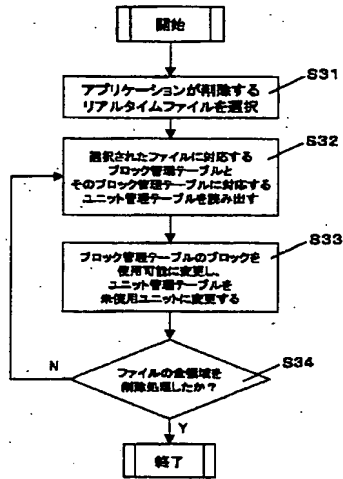 開始
S31
アプリケーションが削除する
リアルタイムファイルを選択
S32
選択されたファイルに対応する
ブロック管理テーブルと
そのブロック管理テーブルに対応する
ユニット管理テーブルを読み出す
S33
ブロック管理テーブルのブロックを
使用可能に変更し、
ユニット管理テーブルを
未使用ユニットに変更する
S34
ファイルの全領域を
削除処理したか？
N
Y
終了